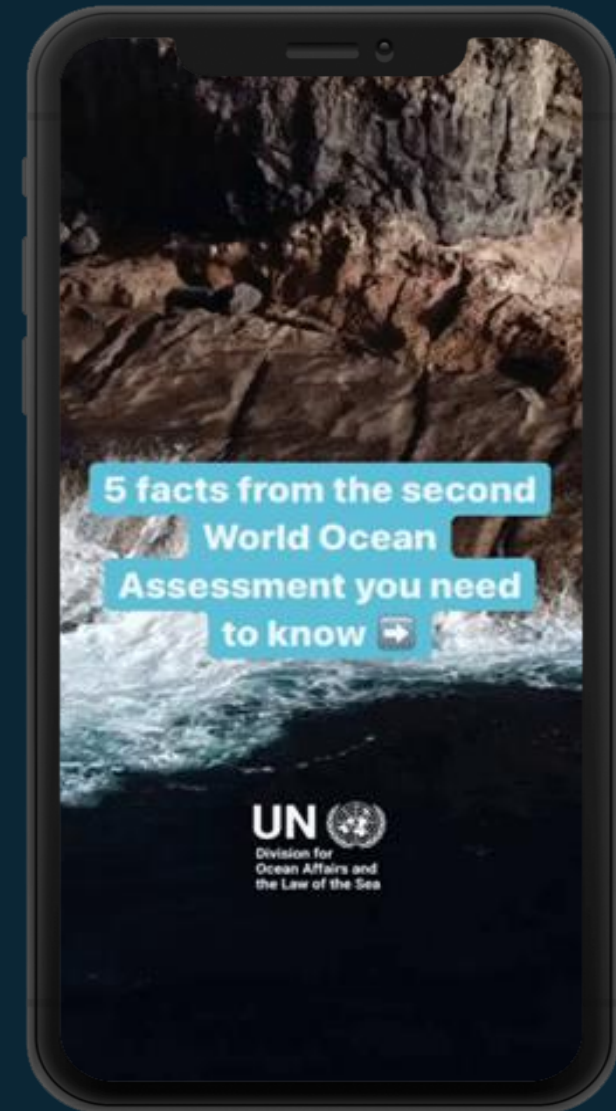 5 facts from the second
World Ocean
Assessment you need
to know ➡️
UN
Division for
Ocean Affairs and
the Law of the Sea